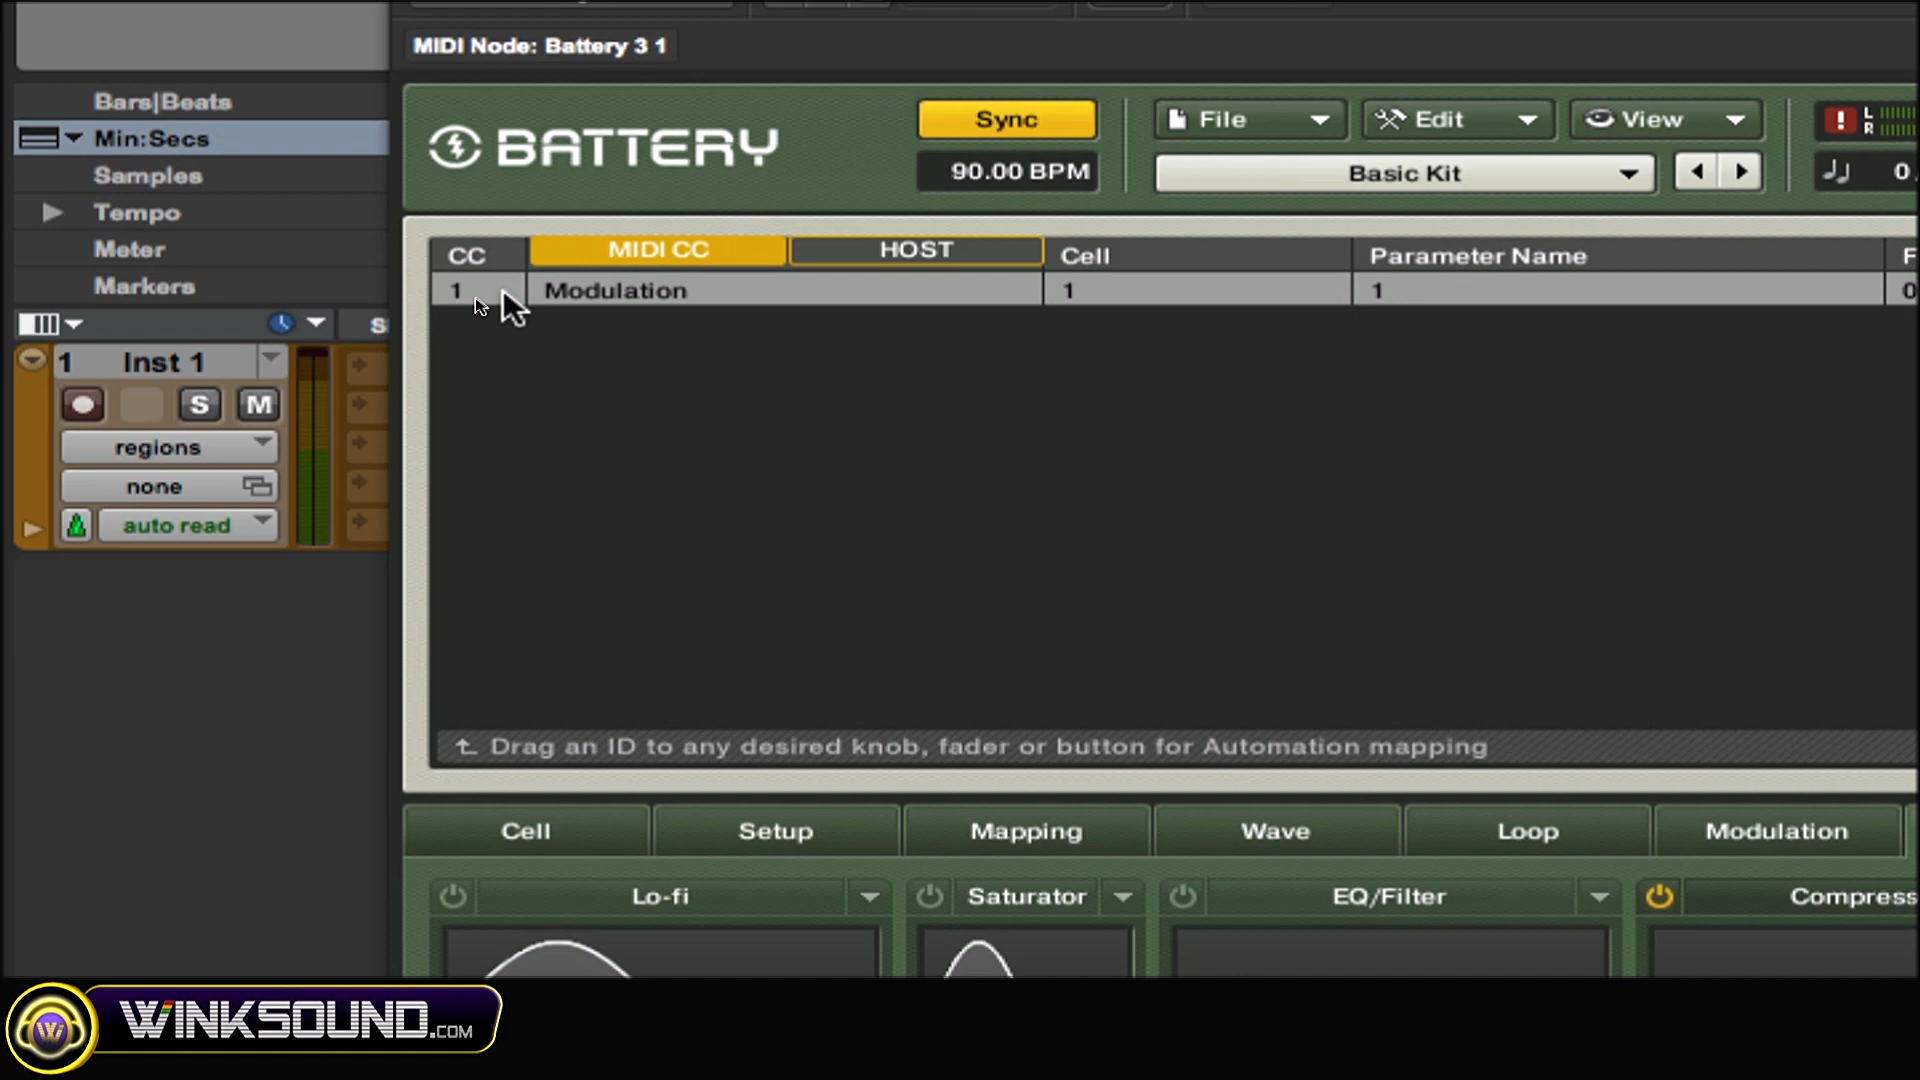 MIDI Node: Battery 3 1
Bars|Beats
Min:Secs
Samples
Tempo
Meter
Markers
1 Inst 1
S M
regions
none
auto read
BATTERY
Sync
90.00 BPM
File
Edit
View
Basic Kit
! L
R
0
CC MIDI CC HOST Cell Parameter Name F
1 Modulation 1 1 0
Drag an ID to any desired knob, fader or button for Automation mapping
Cell Setup Mapping Wave Loop Modulation
Lo-fi Saturator EQ/Filter Compress
WINKSOUND.COM